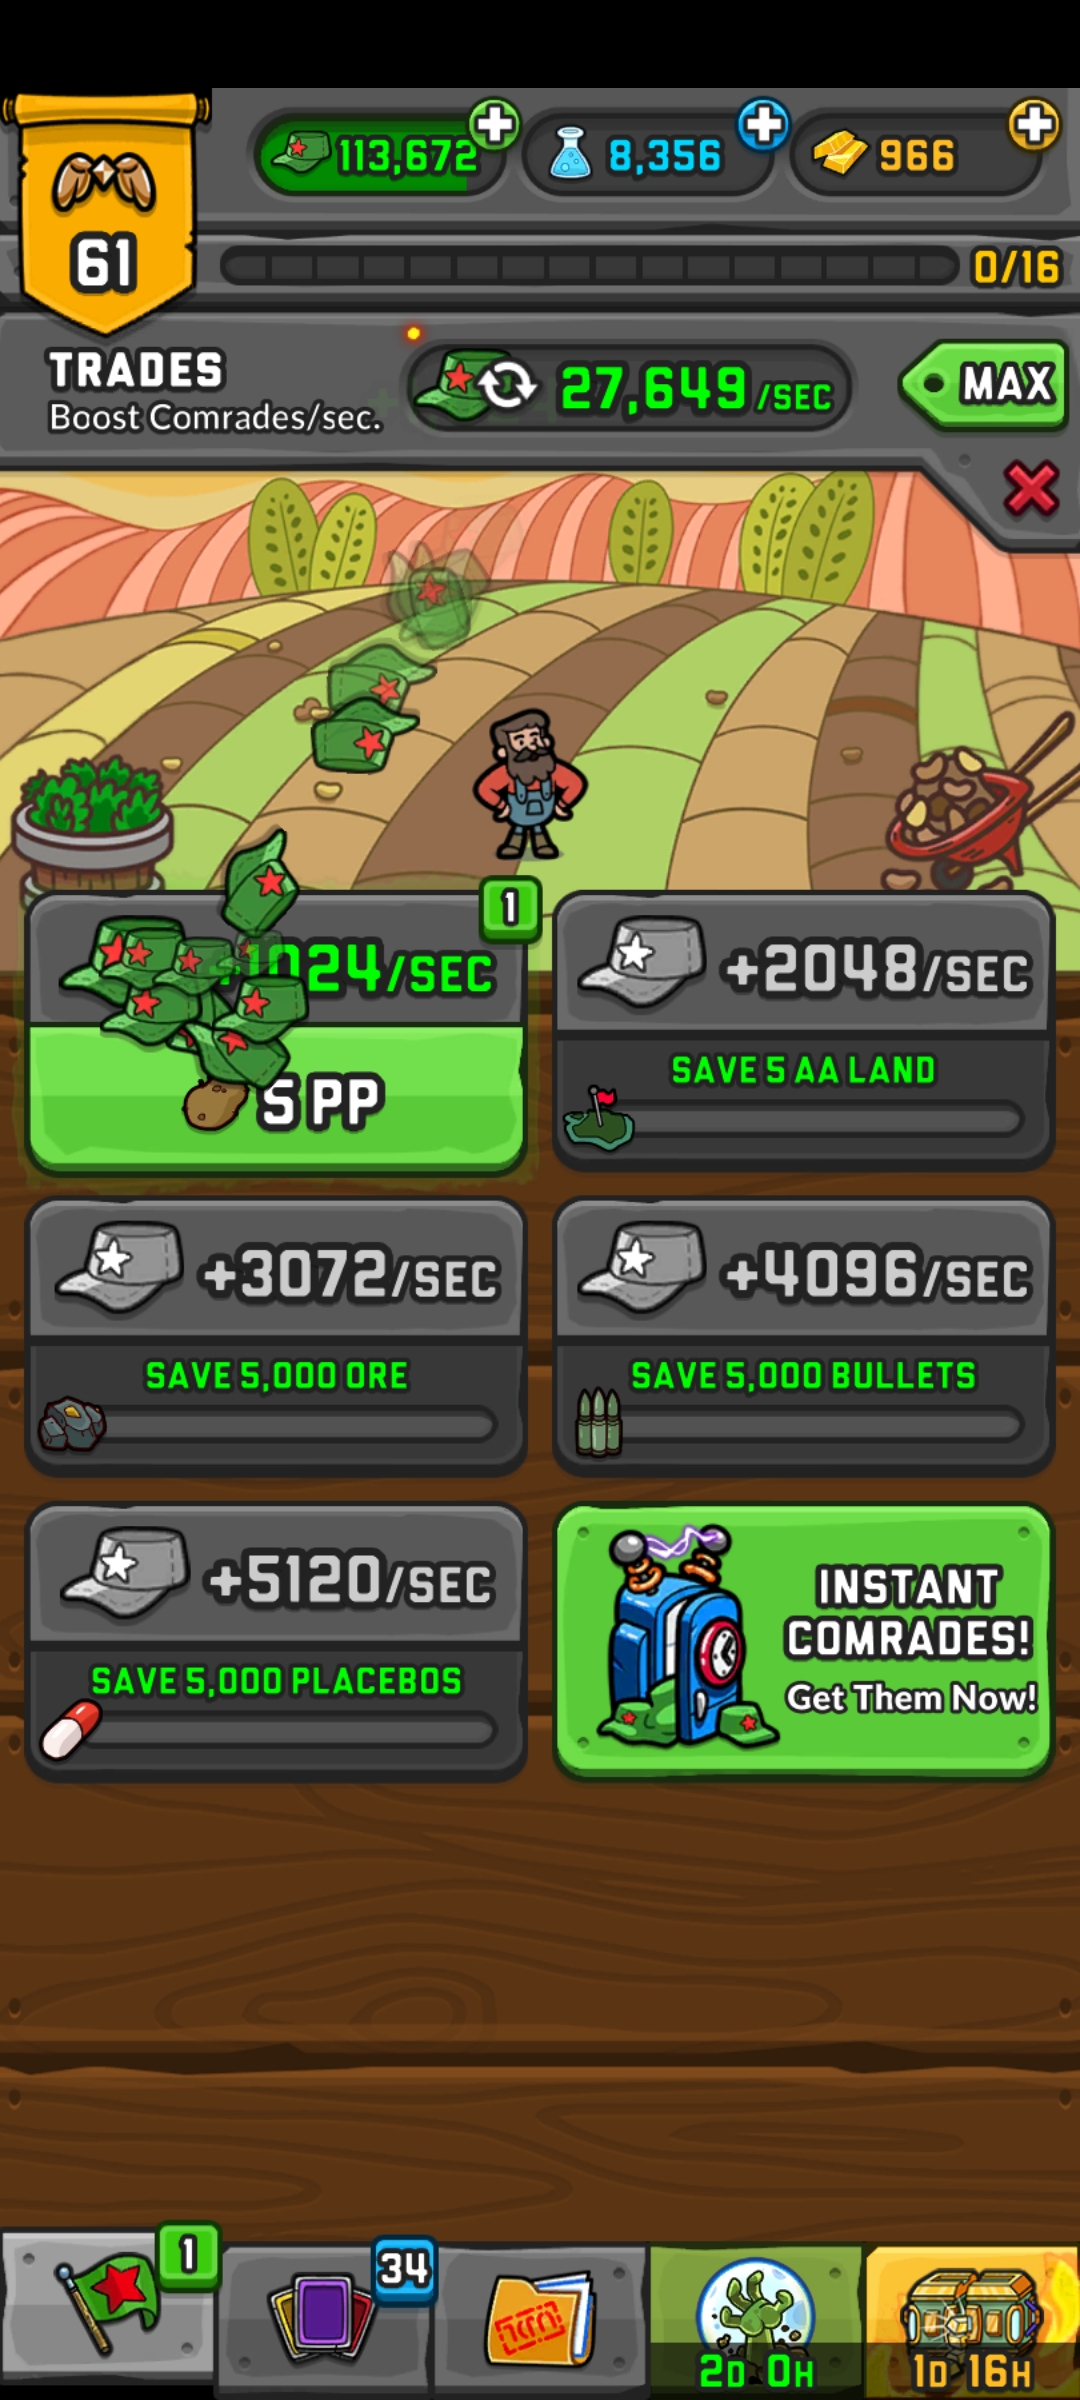 113,672
8,356
966
61
0/16
TRADES
Boost Comrades/sec.
27,649/SEC
MAX
1
/SEC
+2048/SEC
5 PP
SAVE 5 AA LAND
+3072/SEC
+4096/SEC
SAVE 5,000 ORE
SAVE 5,000 BULLETS
+5120/SEC
INSTANT
COMRADES!
SAVE 5,000 PLACEBOS
Get Them Now!
1
34
2D 0H
1D 16H